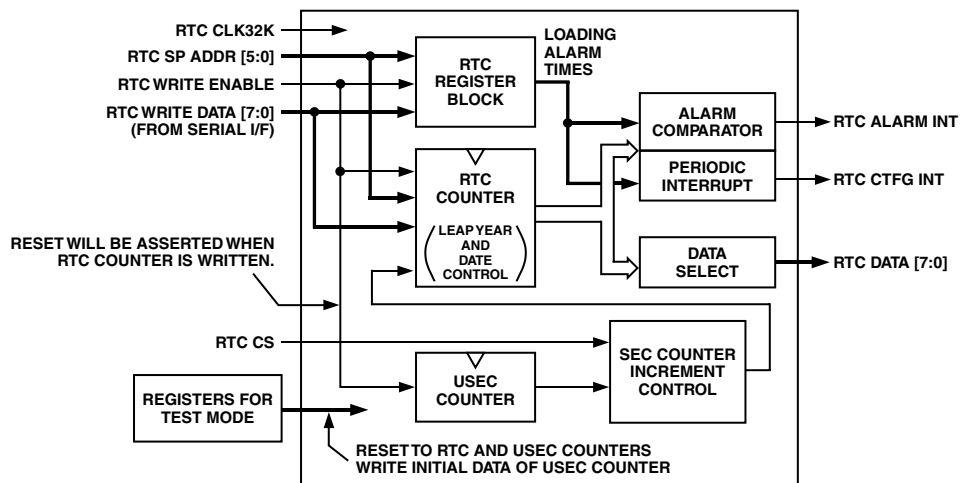 RTC CLK32K
RTC SP ADDR [5:0]
RTC WRITE ENABLE
RTC WRITE DATA [7:0]
(FROM SERIAL I/F)
RTC
REGISTER
BLOCK
LOADING
ALARM
TIMES
ALARM
COMPARATOR
RTC ALARM INT
PERIODIC
INTERRUPT
RTC CTFG INT
RTC
COUNTER
(LEAP YEAR
AND
DATE
CONTROL)
DATA
SELECT
RTC DATA [7:0]
RESET WILL BE ASSERTED WHEN
RTC COUNTER IS WRITTEN.
RTC CS
USEC
COUNTER
SEC COUNTER
INCREMENT
CONTROL
REGISTERS FOR
TEST MODE
RESET TO RTC AND USEC COUNTERS
WRITE INITIAL DATA OF USEC COUNTER